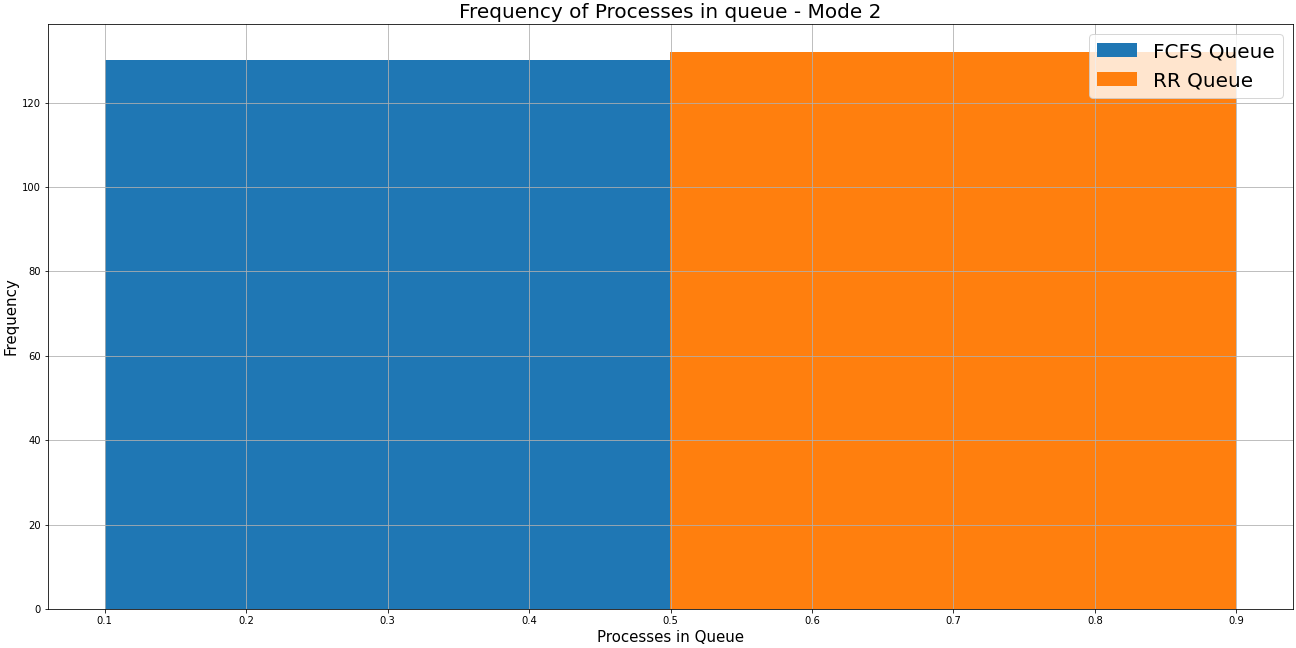 Frequency of Processes in queue - Mode 2
FCFS Queue
RR Queue
Frequency
120
100
80
60
40
20
0
0.1 0.2 0.3 0.4 0.5 0.6 0.7 0.8 0.9
Processes in Queue